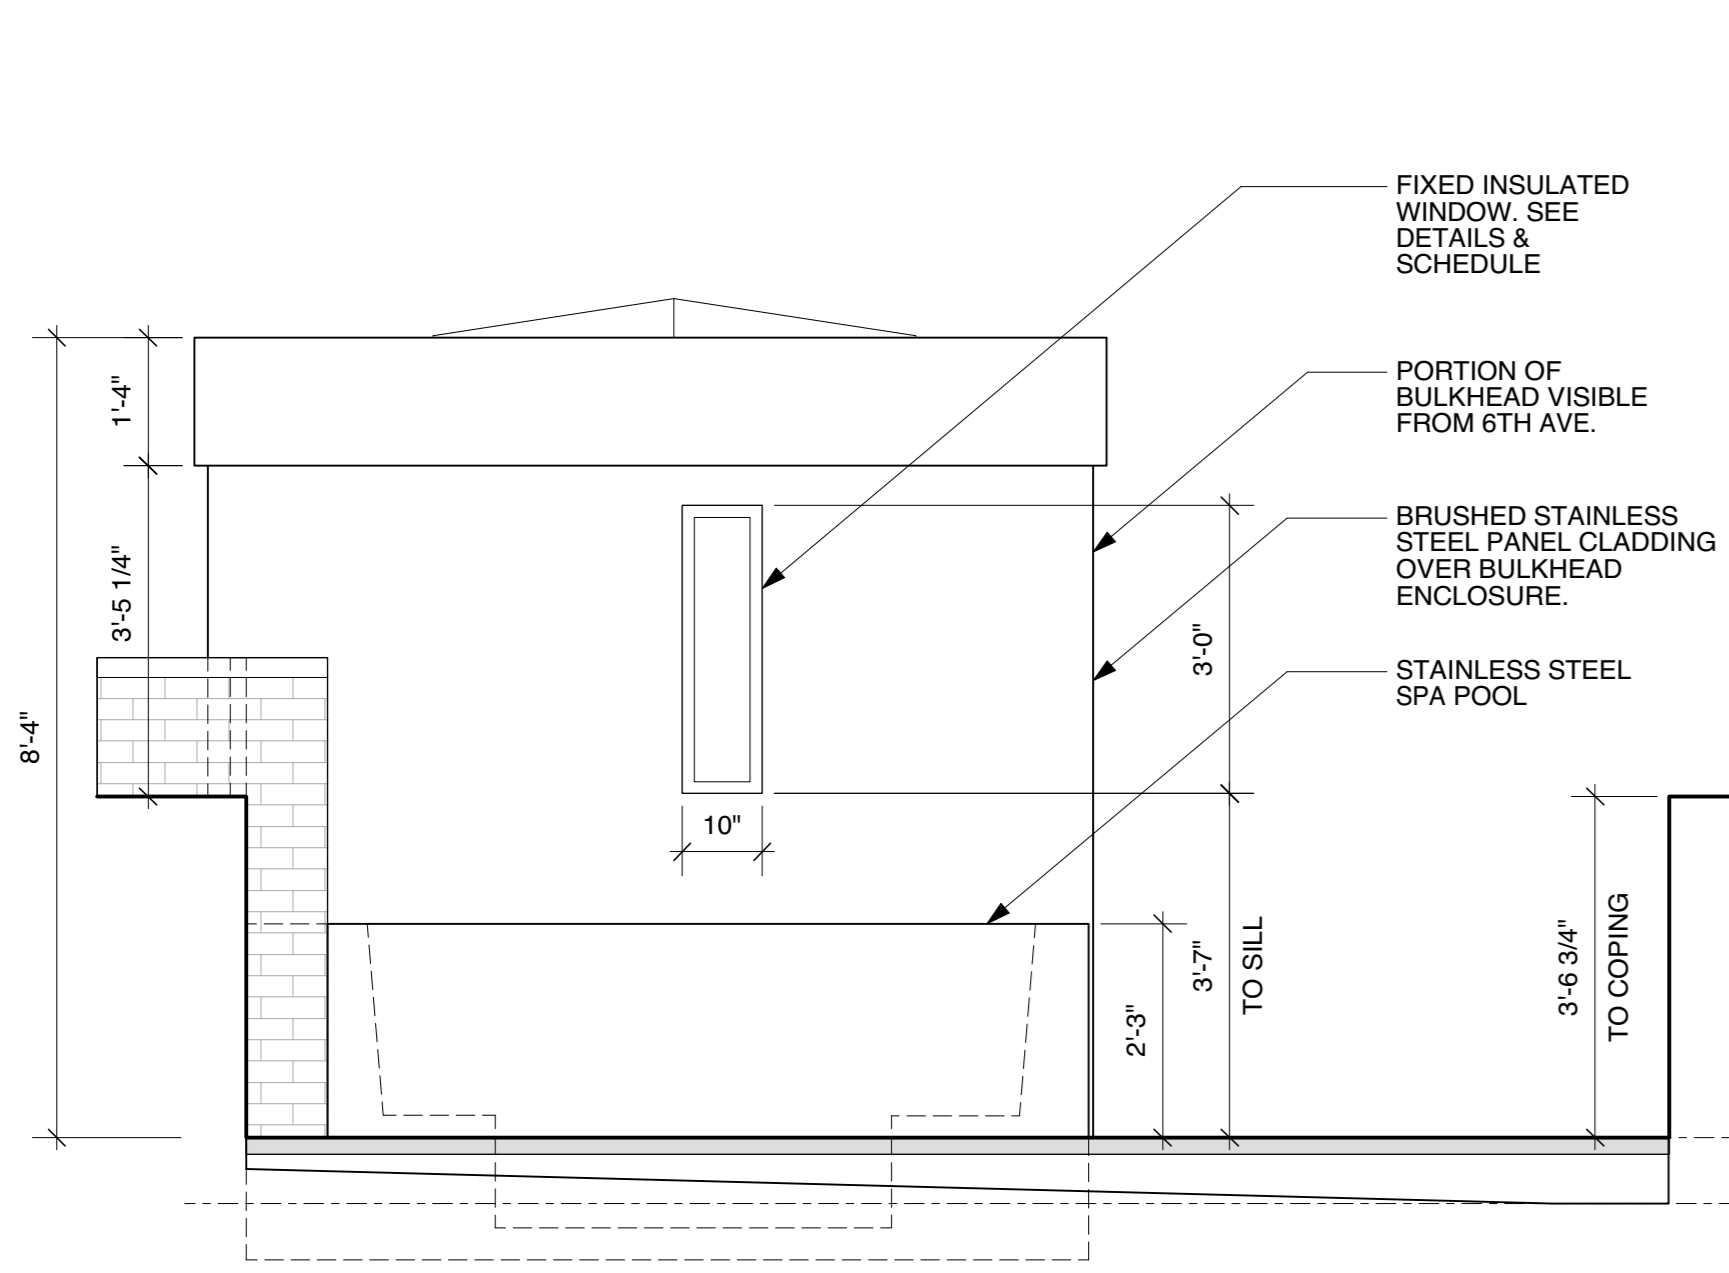 FIXED INSULATED
WINDOW. SEE
DETAILS &
SCHEDULE
1'-4"
PORTION OF
BULKHEAD VISIBLE
FROM 6TH AVE.
BRUSHED STAINLESS
STEEL PANEL CLADDING
OVER BULKHEAD
ENCLOSURE.
3'-5 1/4"
3'-0"
STAINLESS STEEL
SPA POOL
8'-4"
10"
3'-7"
TO SILL
3'-6 3/4"
TO COPING
2'-3"